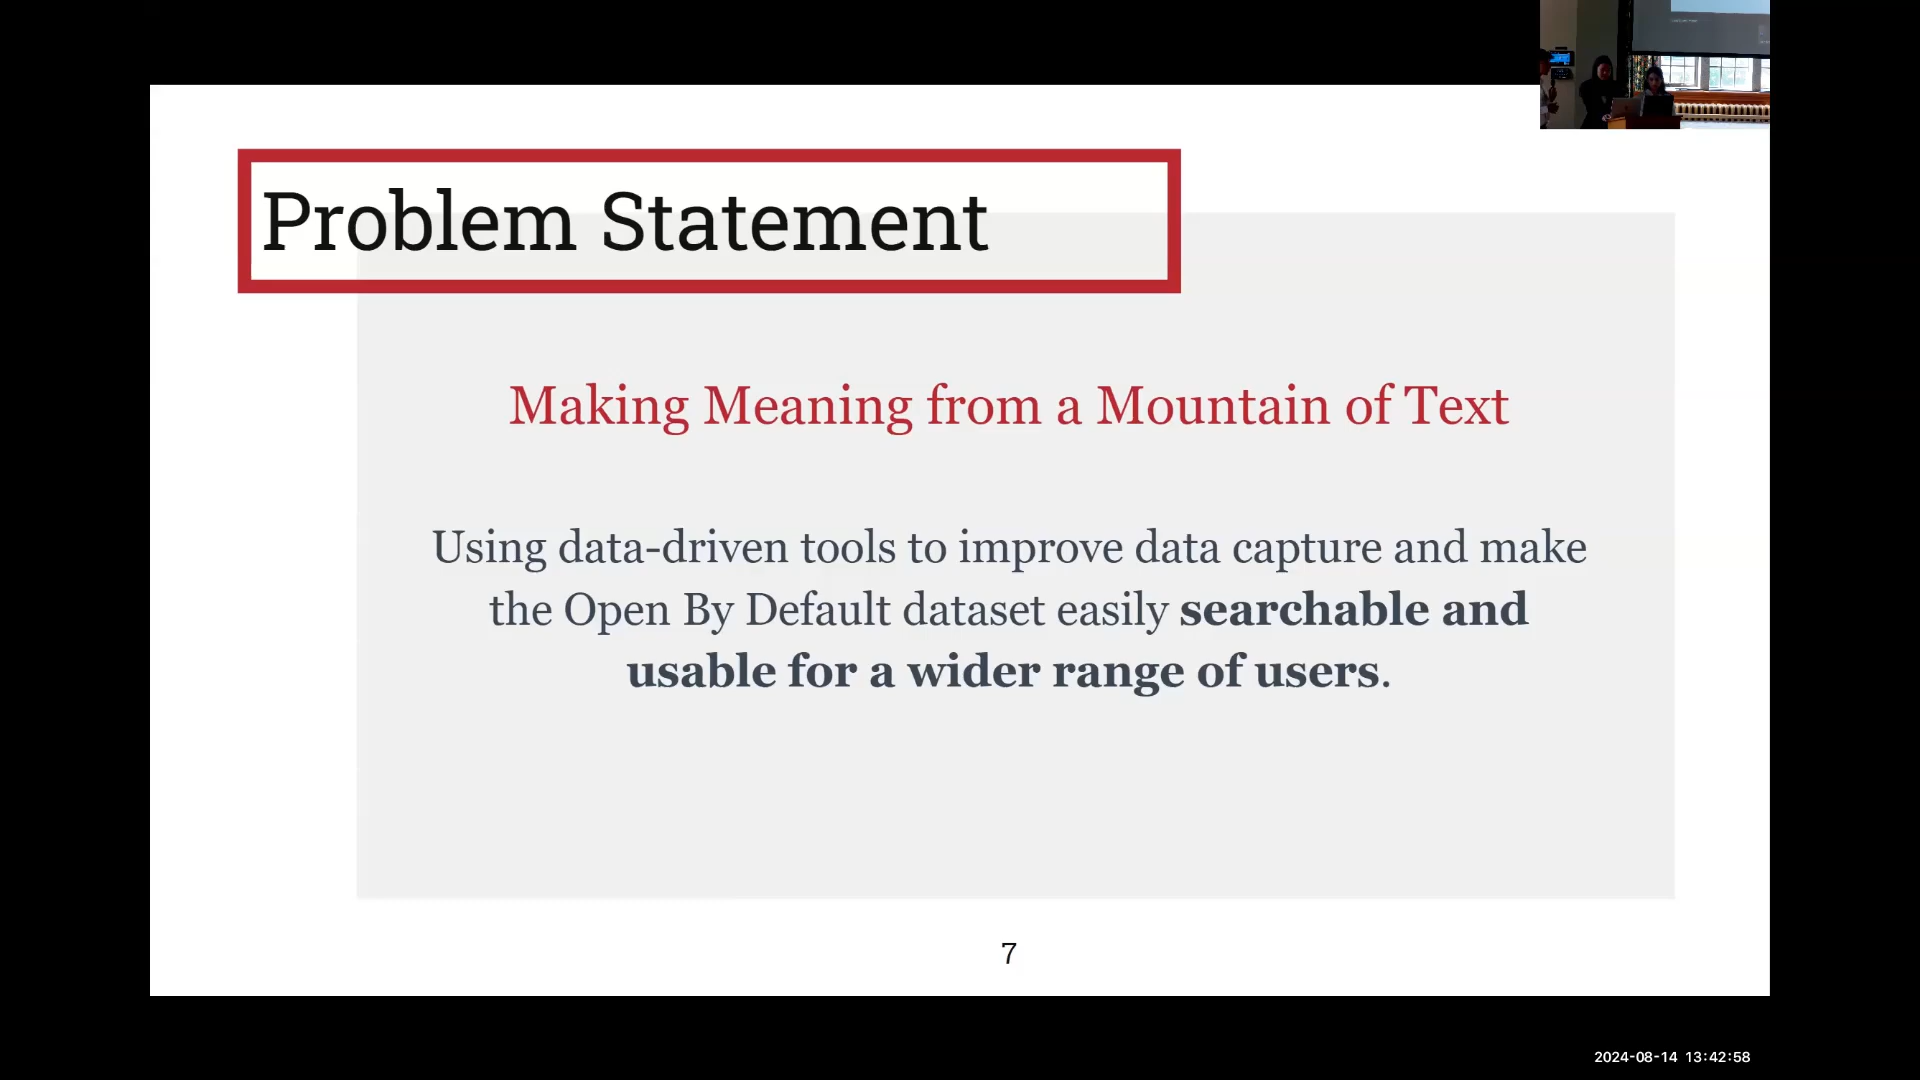 Problem Statement
Making Meaning from a Mountain of Text
Using data-driven tools to improve data capture and make
the Open By Default dataset easily searchable and
usable for a wider range of users.
7
2024-08-14 13:42:58